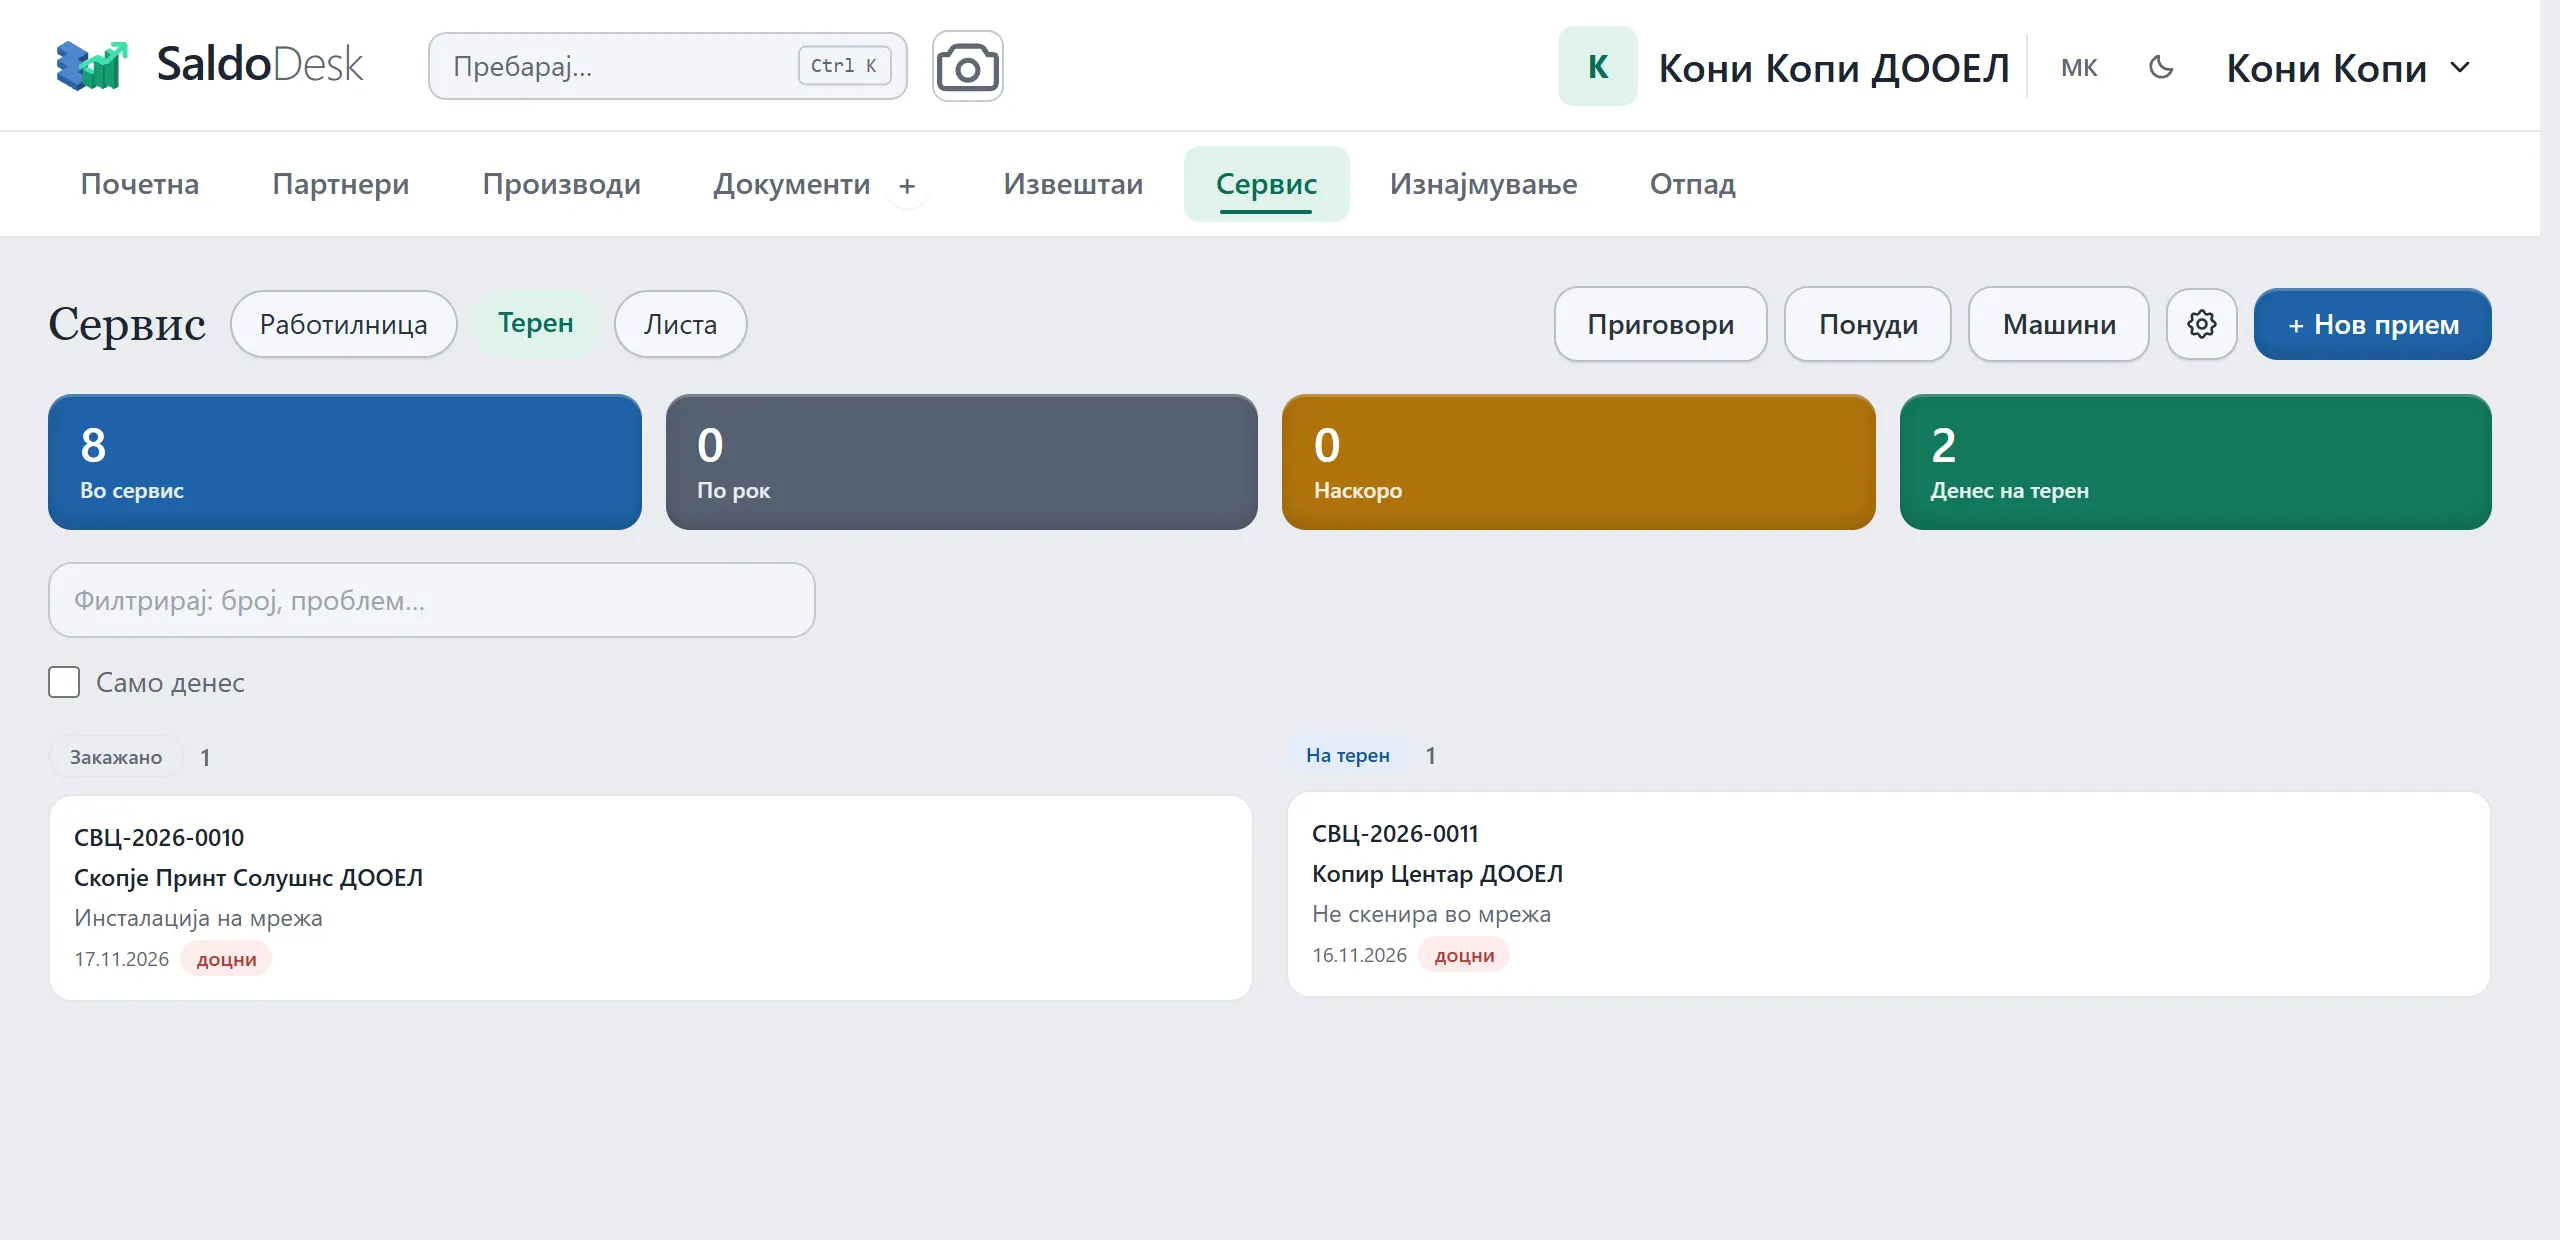 SaldoDesk
Пребарај... Ctrl K
К Кони Копи ДООЕЛ МК Кони Копи
Почетна Партнери Производи Документи + Извештаи Сервис Изнајмување Отпад
Сервис Работилница Терен Листа Приговори Понуди Машини + Нов прием
8
Во сервис
0
По рок
0
Наскоро
2
Денес на терен
Филтрирај: број, проблем...
Само денес
Закажано 1
СВЦ-2026-0010
Скопје Принт Солушнс ДООЕЛ
Инсталација на мрежа
17.11.2026 доцни
На терен 1
СВЦ-2026-0011
Копир Центар ДООЕЛ
Не скенира во мрежа
16.11.2026 доцни